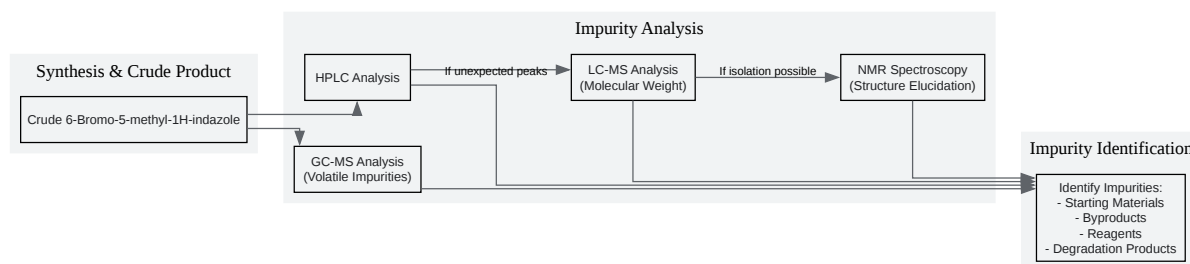 Impurity Analysis
Synthesis & Crude Product
Crude 6-Bromo-5-methyl-1H-indazole
HPLC Analysis
If unexpected peaks
LC-MS Analysis
(Molecular Weight)
If isolation possible
NMR Spectroscopy
(Structure Elucidation)
GC-MS Analysis
(Volatile Impurities)
Impurity Identification
Identify Impurities:
- Starting Materials
- Byproducts
- Reagents
- Degradation Products